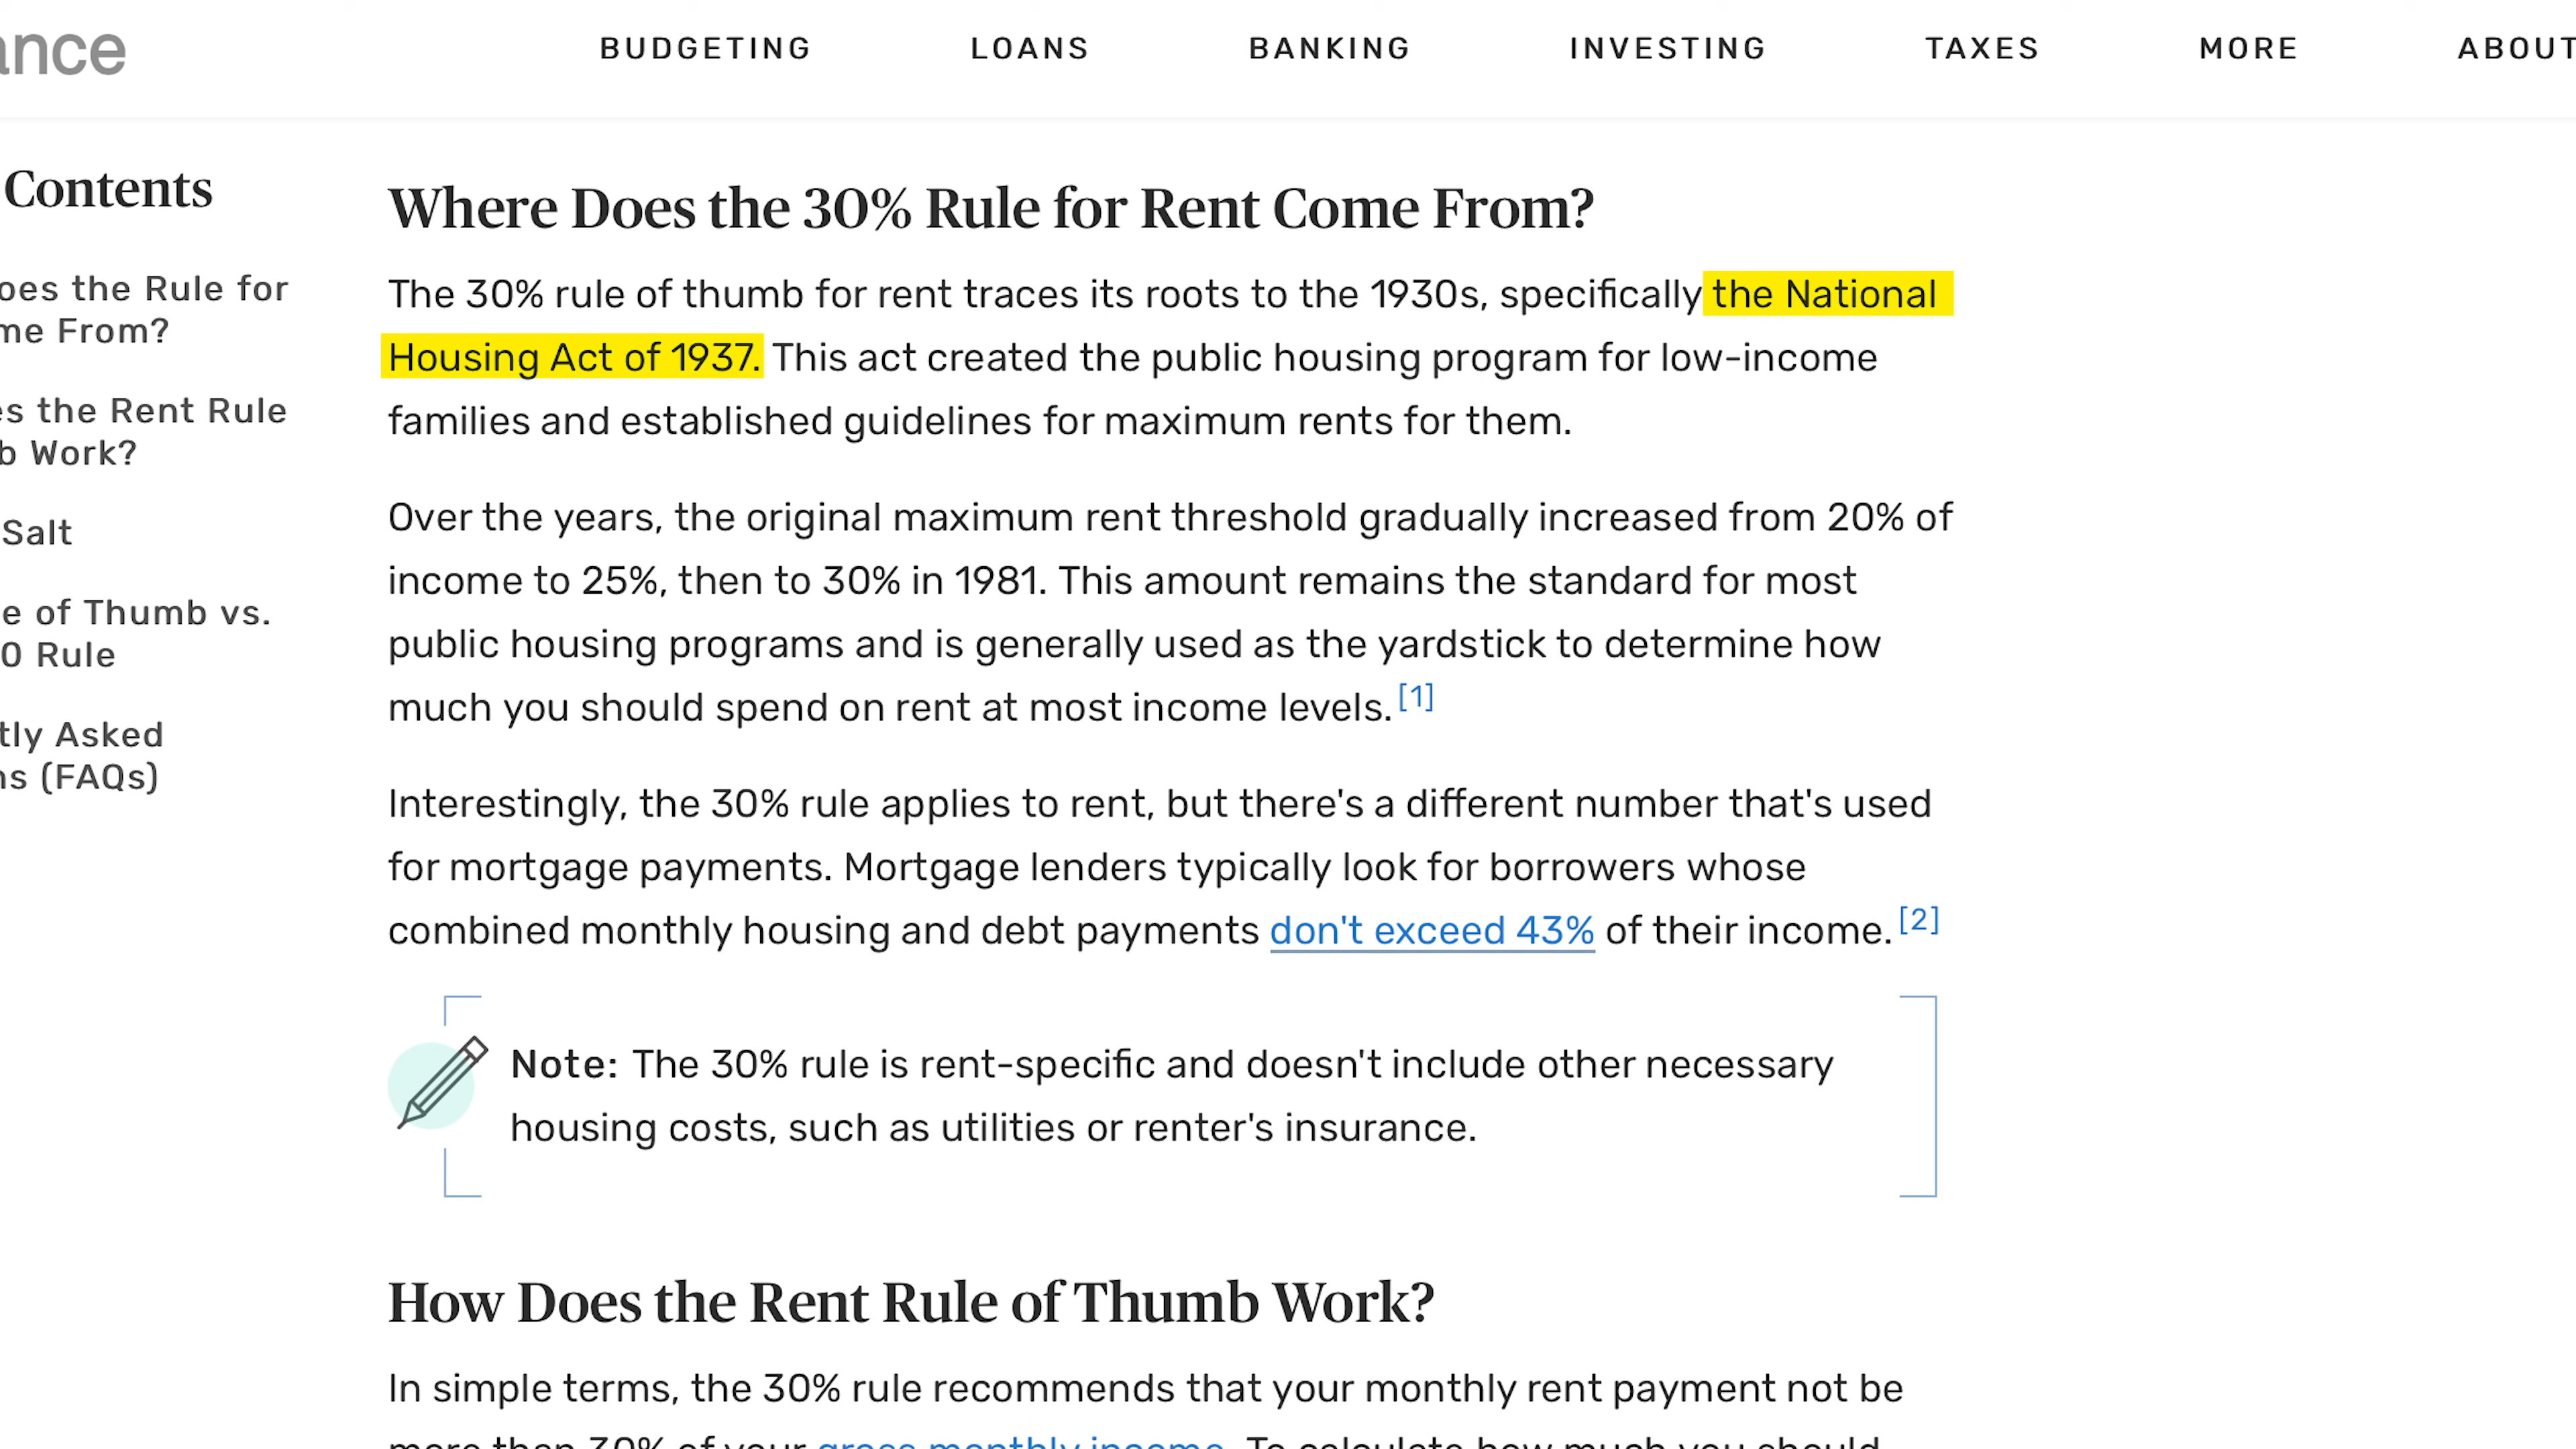 BUDGETING LOANS BANKING INVESTING TAXES MORE ABOUT
Contents
Rule for
From?
the Rent Rule
Work?
Salt
of Thumb vs.
Rule
Asked
(FAQs)
Where Does the 30% Rule for Rent Come From?
The 30% rule of thumb for rent traces its roots to the 1930s, specifically the National
Housing Act of 1937. This act created the public housing program for low-income
families and established guidelines for maximum rents for them.
Over the years, the original maximum rent threshold gradually increased from 20% of
income to 25%, then to 30% in 1981. This amount remains the standard for most
public housing programs and is generally used as the yardstick to determine how
much you should spend on rent at most income levels. [1]
Interestingly, the 30% rule applies to rent, but there's a different number that's used
for mortgage payments. Mortgage lenders typically look for borrowers whose
combined monthly housing and debt payments don't exceed 43% of their income. [2]
Note: The 30% rule is rent-specific and doesn't include other necessary
housing costs, such as utilities or renter's insurance.
How Does the Rent Rule of Thumb Work?
In simple terms, the 30% rule recommends that your monthly rent payment not be
more than 30% of your gross monthly income. To calculate how much you should